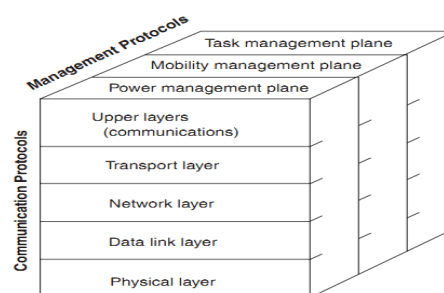 Management Protocols
Task management plane
Mobility management plane
Power management plane
Communication Protocols
Upper layers
(communications)
Transport layer
Network layer
Data link layer
Physical layer